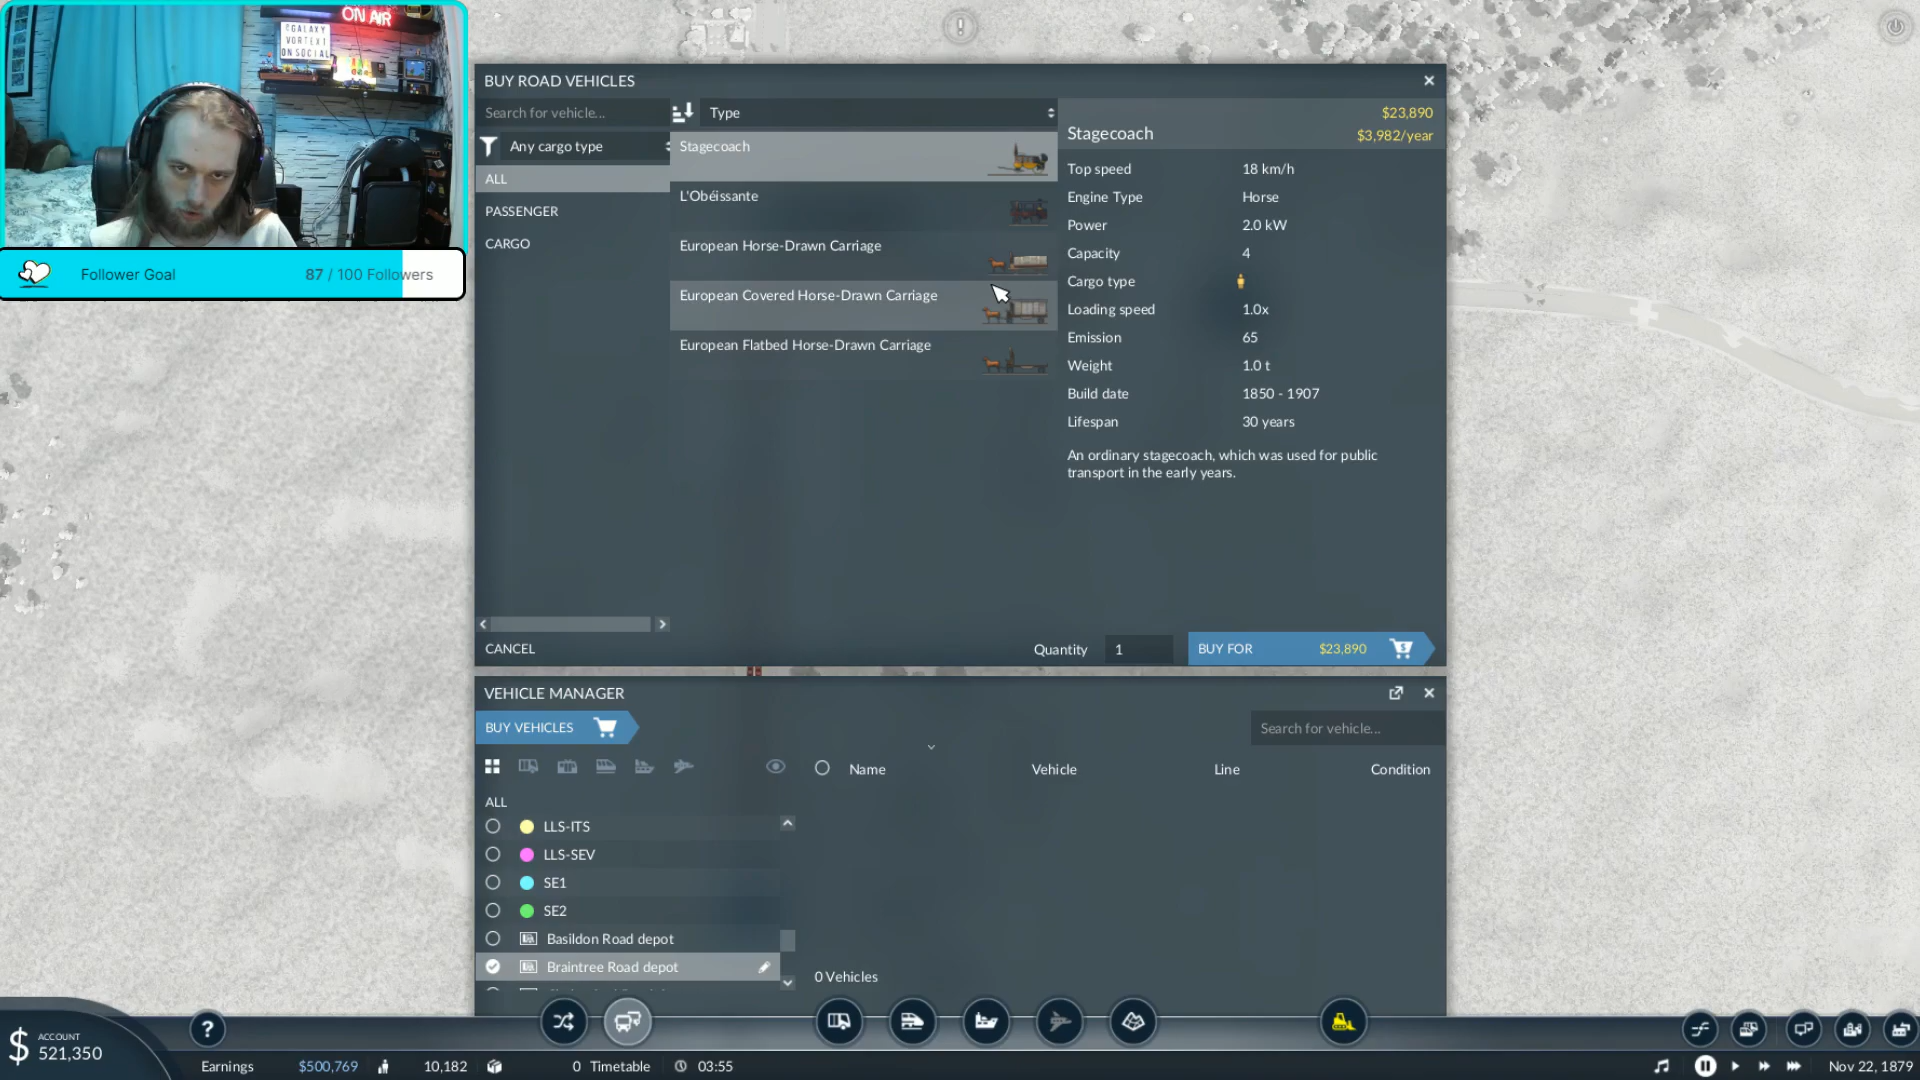 ON AIR
GALAXY
VORTEX1
ON SOCIAL
Follower Goal 87 / 100 Followers
BUY ROAD VEHICLES
Search for vehicle... Type
Any cargo type
ALL
PASSENGER
CARGO
Stagecoach
L'Obéissante
European Horse-Drawn Carriage
European Covered Horse-Drawn Carriage
European Flatbed Horse-Drawn Carriage
$23,890
Stagecoach $3,982/year
Top speed 18 km/h
Engine Type Horse
Power 2.0 kW
Capacity 4
Cargo type
Loading speed 1.0x
Emission 65
Weight 1.0 t
Build date 1850 - 1907
Lifespan 30 years
An ordinary stagecoach, which was used for public
transport in the early years.
CANCEL Quantity 1 BUY FOR $23,890
VEHICLE MANAGER
BUY VEHICLES Search for vehicle...
Name Vehicle Line Condition
ALL
LLS-ITS
LLS-SEV
SE1
SE2
Basildon Road depot
Braintree Road depot
0 Vehicles
ACCOUNT
521,350
Earnings $500,769 10,182 0 Timetable 03:55 Nov 22, 1879